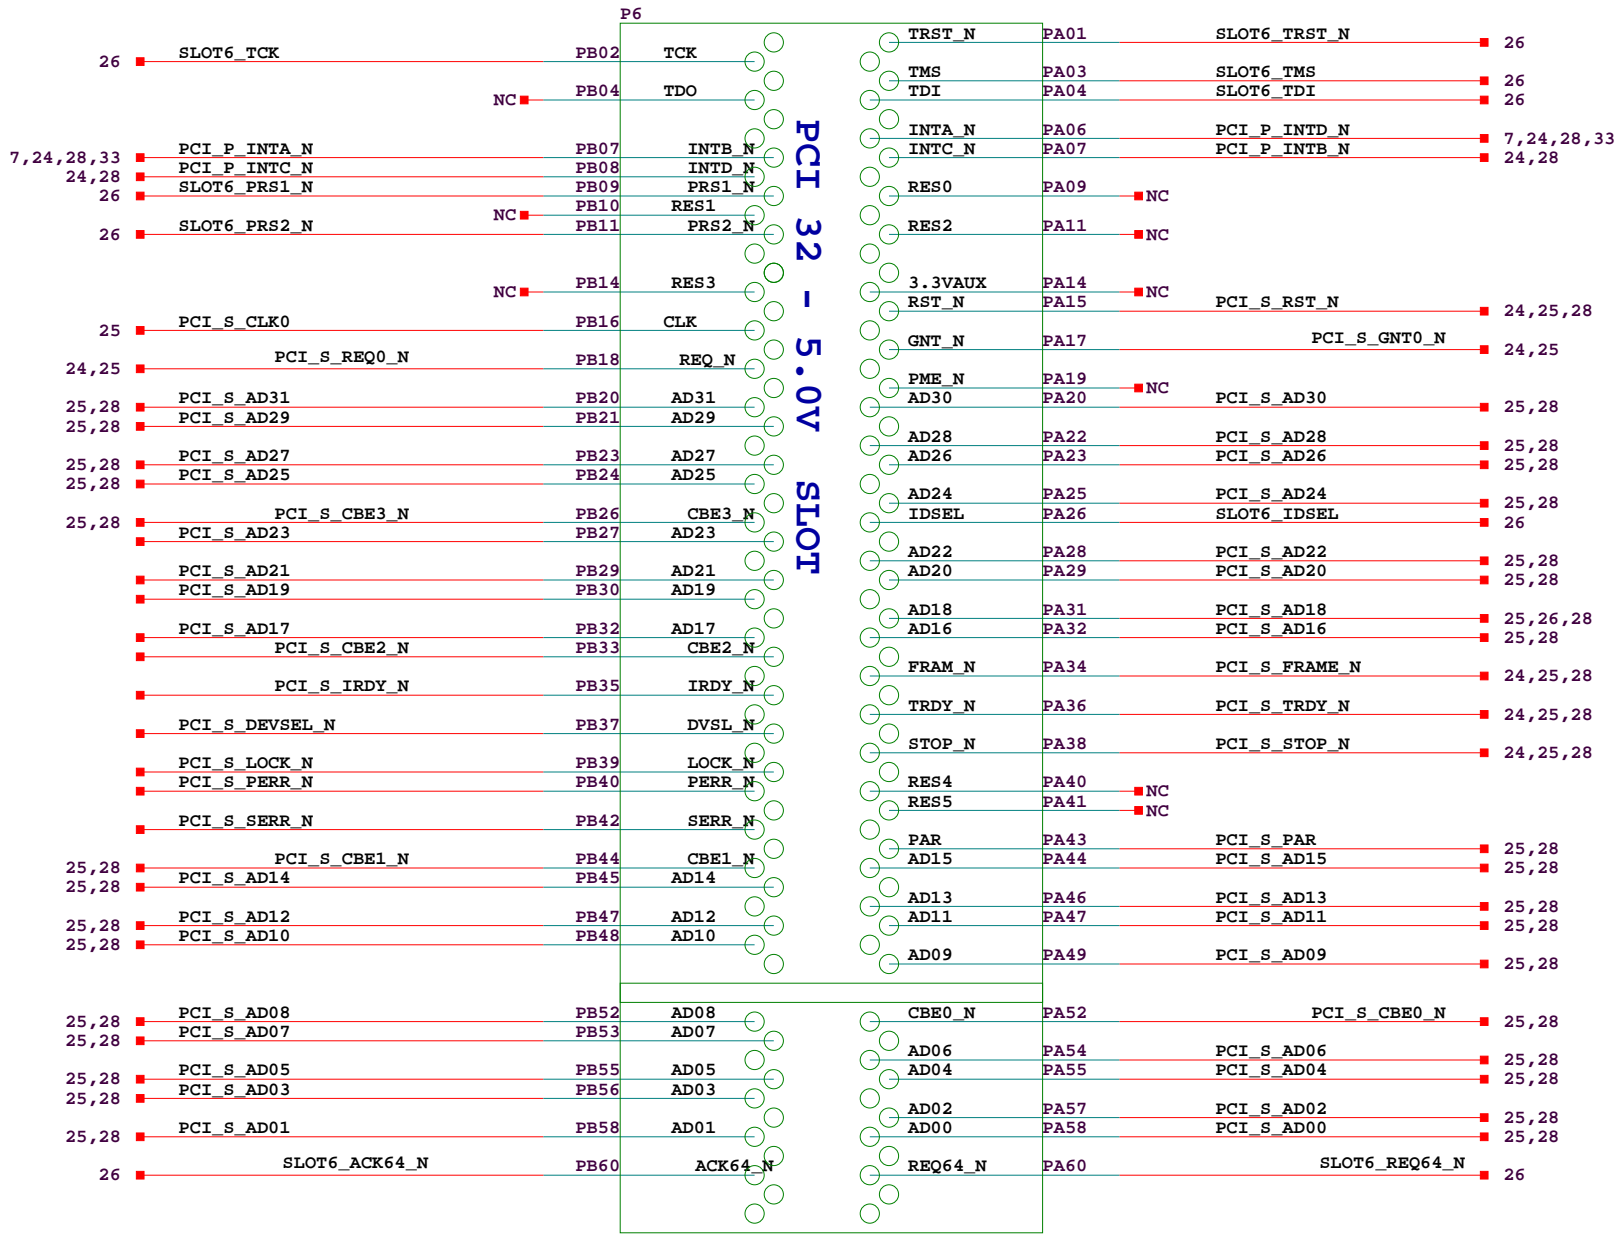 P6
PCI 32 - 5.0V SLOT
26 SLOT6_TCK PB02 TCK
NC PB04 TDO
7,24,28,33 PCI_P_INTA_N PB07 INTB_N
24,28 PCI_P_INTC_N PB08 INTD_N
26 SLOT6_PRS1_N PB09 PRS1_N
NC PB10 RES1
26 SLOT6_PRS2_N PB11 PRS2_N
NC PB14 RES3
25 PCI_S_CLK0 PB16 CLK
24,25 PCI_S_REQ0_N PB18 REQ_N
25,28 PCI_S_AD31 PB20 AD31
25,28 PCI_S_AD29 PB21 AD29
25,28 PCI_S_AD27 PB23 AD27
25,28 PCI_S_AD25 PB24 AD25
25,28 PCI_S_CBE3_N PB26 CBE3_N
PCI_S_AD23 PB27 AD23
PCI_S_AD21 PB29 AD21
PCI_S_AD19 PB30 AD19
PCI_S_AD17 PB32 AD17
PCI_S_CBE2_N PB33 CBE2_N
PCI_S_IRDY_N PB35 IRDY_N
PCI_S_DEVSEL_N PB37 DVSL_N
PCI_S_LOCK_N PB39 LOCK_N
PCI_S_PERR_N PB40 PERR_N
PCI_S_SERR_N PB42 SERR_N
25,28 PCI_S_CBE1_N PB44 CBE1_N
25,28 PCI_S_AD14 PB45 AD14
25,28 PCI_S_AD12 PB47 AD12
25,28 PCI_S_AD10 PB48 AD10
25,28 PCI_S_AD08 PB52 AD08
25,28 PCI_S_AD07 PB53 AD07
25,28 PCI_S_AD05 PB55 AD05
25,28 PCI_S_AD03 PB56 AD03
25,28 PCI_S_AD01 PB58 AD01
26 SLOT6_ACK64_N PB60 ACK64_N
TRST_N PA01 SLOT6_TRST_N 26
TMS PA03 SLOT6_TMS 26
TDI PA04 SLOT6_TDI 26
INTA_N PA06 PCI_P_INTD_N 7,24,28,33
INTC_N PA07 PCI_P_INTB_N 24,28
RES0 PA09 NC
RES2 PA11 NC
3.3VAUX PA14 NC
RST_N PA15 PCI_S_RST_N 24,25,28
GNT_N PA17 PCI_S_GNT0_N 24,25
PME_N PA19 NC
AD30 PA20 PCI_S_AD30 25,28
AD28 PA22 PCI_S_AD28 25,28
AD26 PA23 PCI_S_AD26 25,28
AD24 PA25 PCI_S_AD24 25,28
IDSEL PA26 SLOT6_IDSEL 26
AD22 PA28 PCI_S_AD22 25,28
AD20 PA29 PCI_S_AD20 25,28
AD18 PA31 PCI_S_AD18 25,26,28
AD16 PA32 PCI_S_AD16 25,28
FRAM_N PA34 PCI_S_FRAME_N 24,25,28
TRDY_N PA36 PCI_S_TRDY_N 24,25,28
STOP_N PA38 PCI_S_STOP_N 24,25,28
RES4 PA40 NC
RES5 PA41 NC
PAR PA43 PCI_S_PAR 25,28
AD15 PA44 PCI_S_AD15 25,28
AD13 PA46 PCI_S_AD13 25,28
AD11 PA47 PCI_S_AD11 25,28
AD09 PA49 PCI_S_AD09 25,28
CBE0_N PA52 PCI_S_CBE0_N 25,28
AD06 PA54 PCI_S_AD06 25,28
AD04 PA55 PCI_S_AD04 25,28
AD02 PA57 PCI_S_AD02 25,28
AD00 PA58 PCI_S_AD00 25,28
REQ64_N PA60 SLOT6_REQ64_N 26